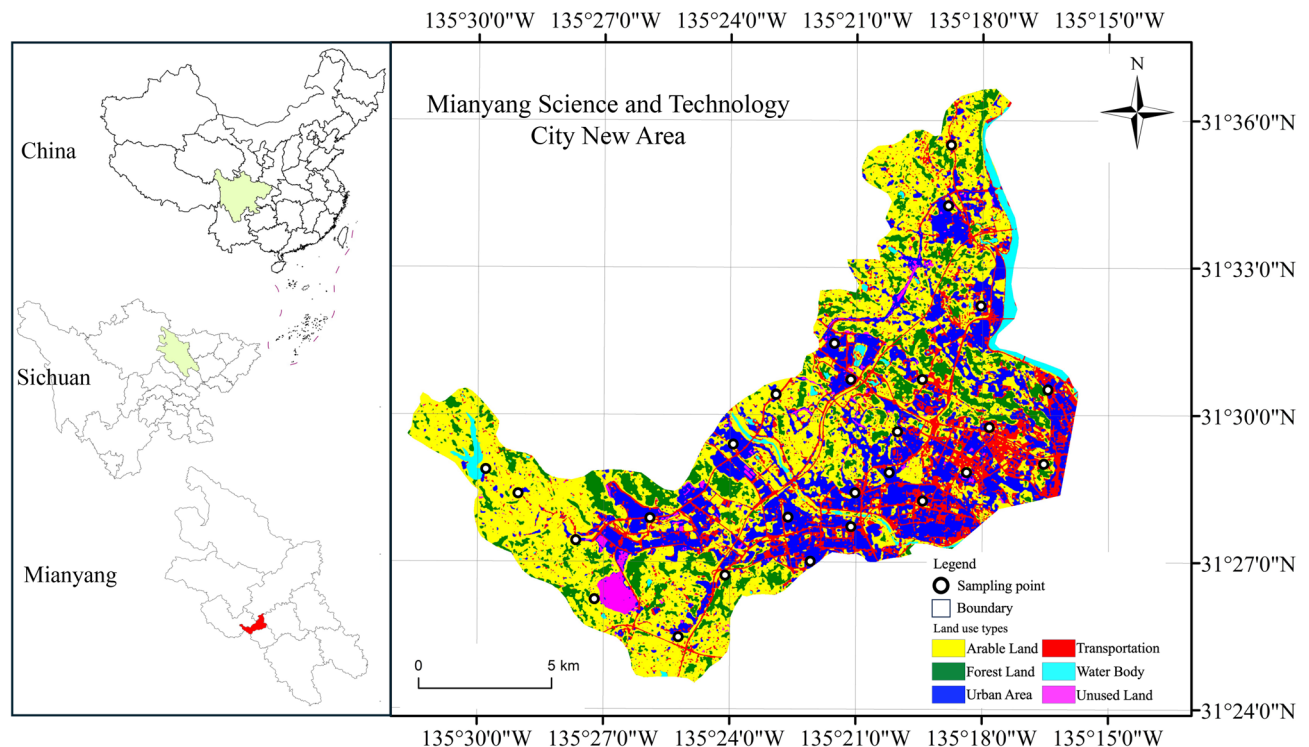 135°30'0"W 135°27'0"W 135°24'0"W 135°21'0"W 135°18'0"W 135°15'0"W
China
Sichuan
Mianyang
Mianyang Science and Technology
City New Area
N
31°36'0"N
31°33'0"N
31°30'0"N
31°27'0"N
31°24'0"N
Legend
Sampling point
Boundary
Land use types
Arable Land Transportation
Forest Land Water Body
Urban Area Unused Land
0 5 km
135°30'0"W 135°27'0"W 135°24'0"W 135°21'0"W 135°18'0"W 135°15'0"W